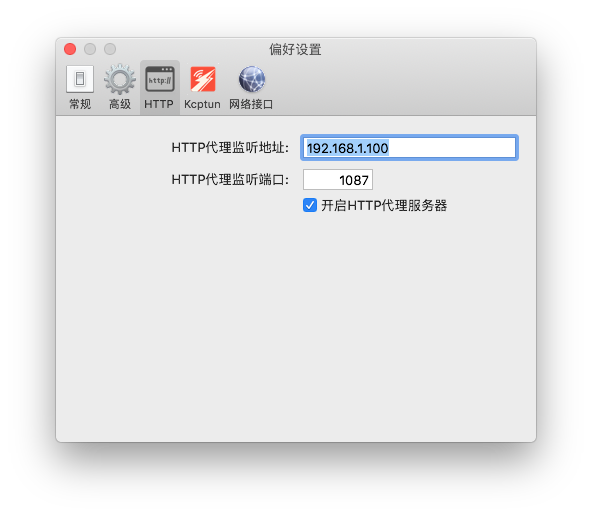 偏好设置
常规 高级 HTTP Kcptun 网络接口
http://
HTTP代理监听地址: 192.168.1.100
HTTP代理监听端口: 1087
开启HTTP代理服务器